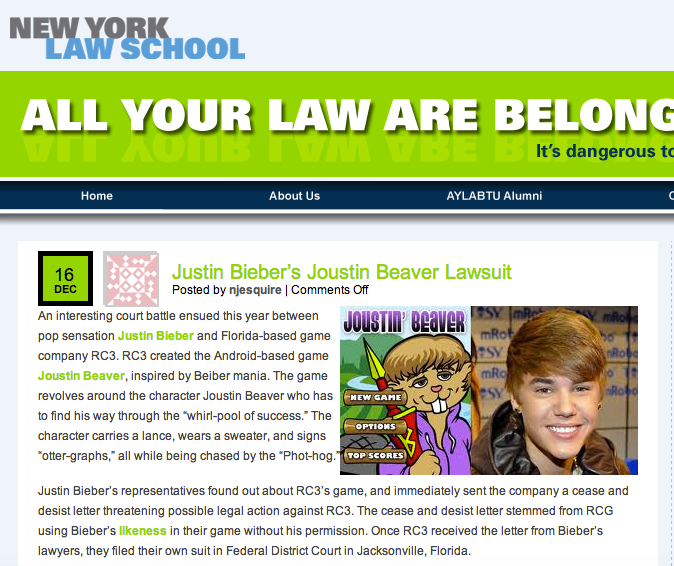 NEW YORK
LAW SCHOOL
ALL YOUR LAW ARE BELONG
It's dangerous to
Home About Us AYLABTU Alumni
16
DEC
Justin Bieber's Joustin Beaver Lawsuit
Posted by njesquire | Comments Off
An interesting court battle ensued this year between
pop sensation Justin Bieber and Florida-based game
company RC3. RC3 created the Android-based game
Joustin Beaver, inspired by Beiber mania. The game
revolves around the character Joustin Beaver who has
to find his way through the “whirl-pool of success.” The
character carries a lance, wears a sweater, and signs
“otter-graphs,” all while being chased by the “Phot-hog.”
JOUSTIN' BEAVER
NEW GAME
OPTIONS
TOP SCORES
Justin Bieber's representatives found out about RC3's game, and immediately sent the company a cease and
desist letter threatening possible legal action against RC3. The cease and desist letter stemmed from RCG
using Bieber's likeness in their game without his permission. Once RC3 received the letter from Bieber's
lawyers, they filed their own suit in Federal District Court in Jacksonville, Florida.